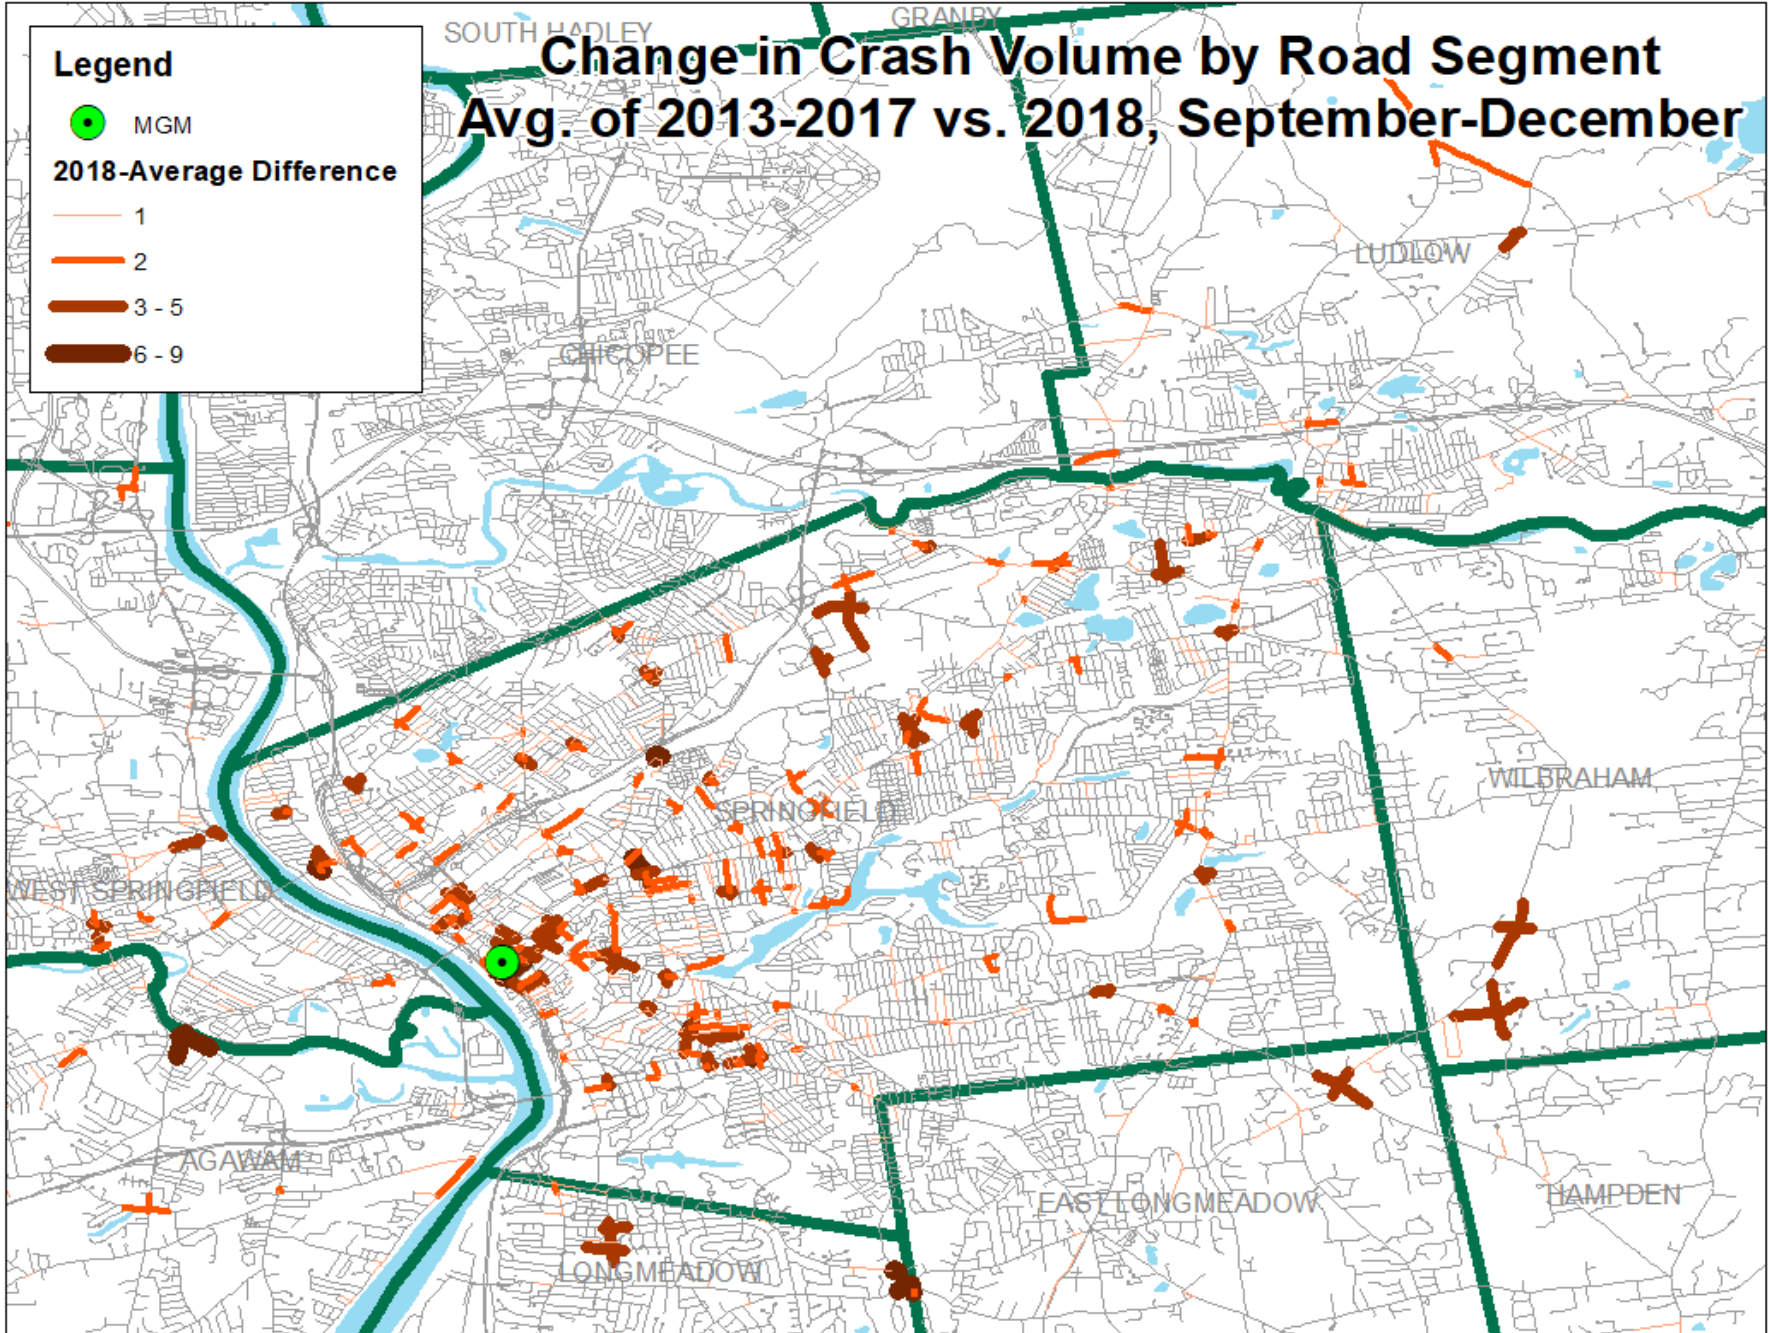 SOUTH HADLEY
GRANBY
Change in Crash Volume by Road Segment
Avg. of 2013-2017 vs. 2018, September-December
Legend
MGM
2018-Average Difference
1
2
3 - 5
6 - 9
LUDLOW
CHICOPEE
WILBRAHAM
SPRINGFIELD
WEST SPRINGFIELD
AGAWAM
HAMPDEN
EAST LONGMEADOW
LONGMEADOW